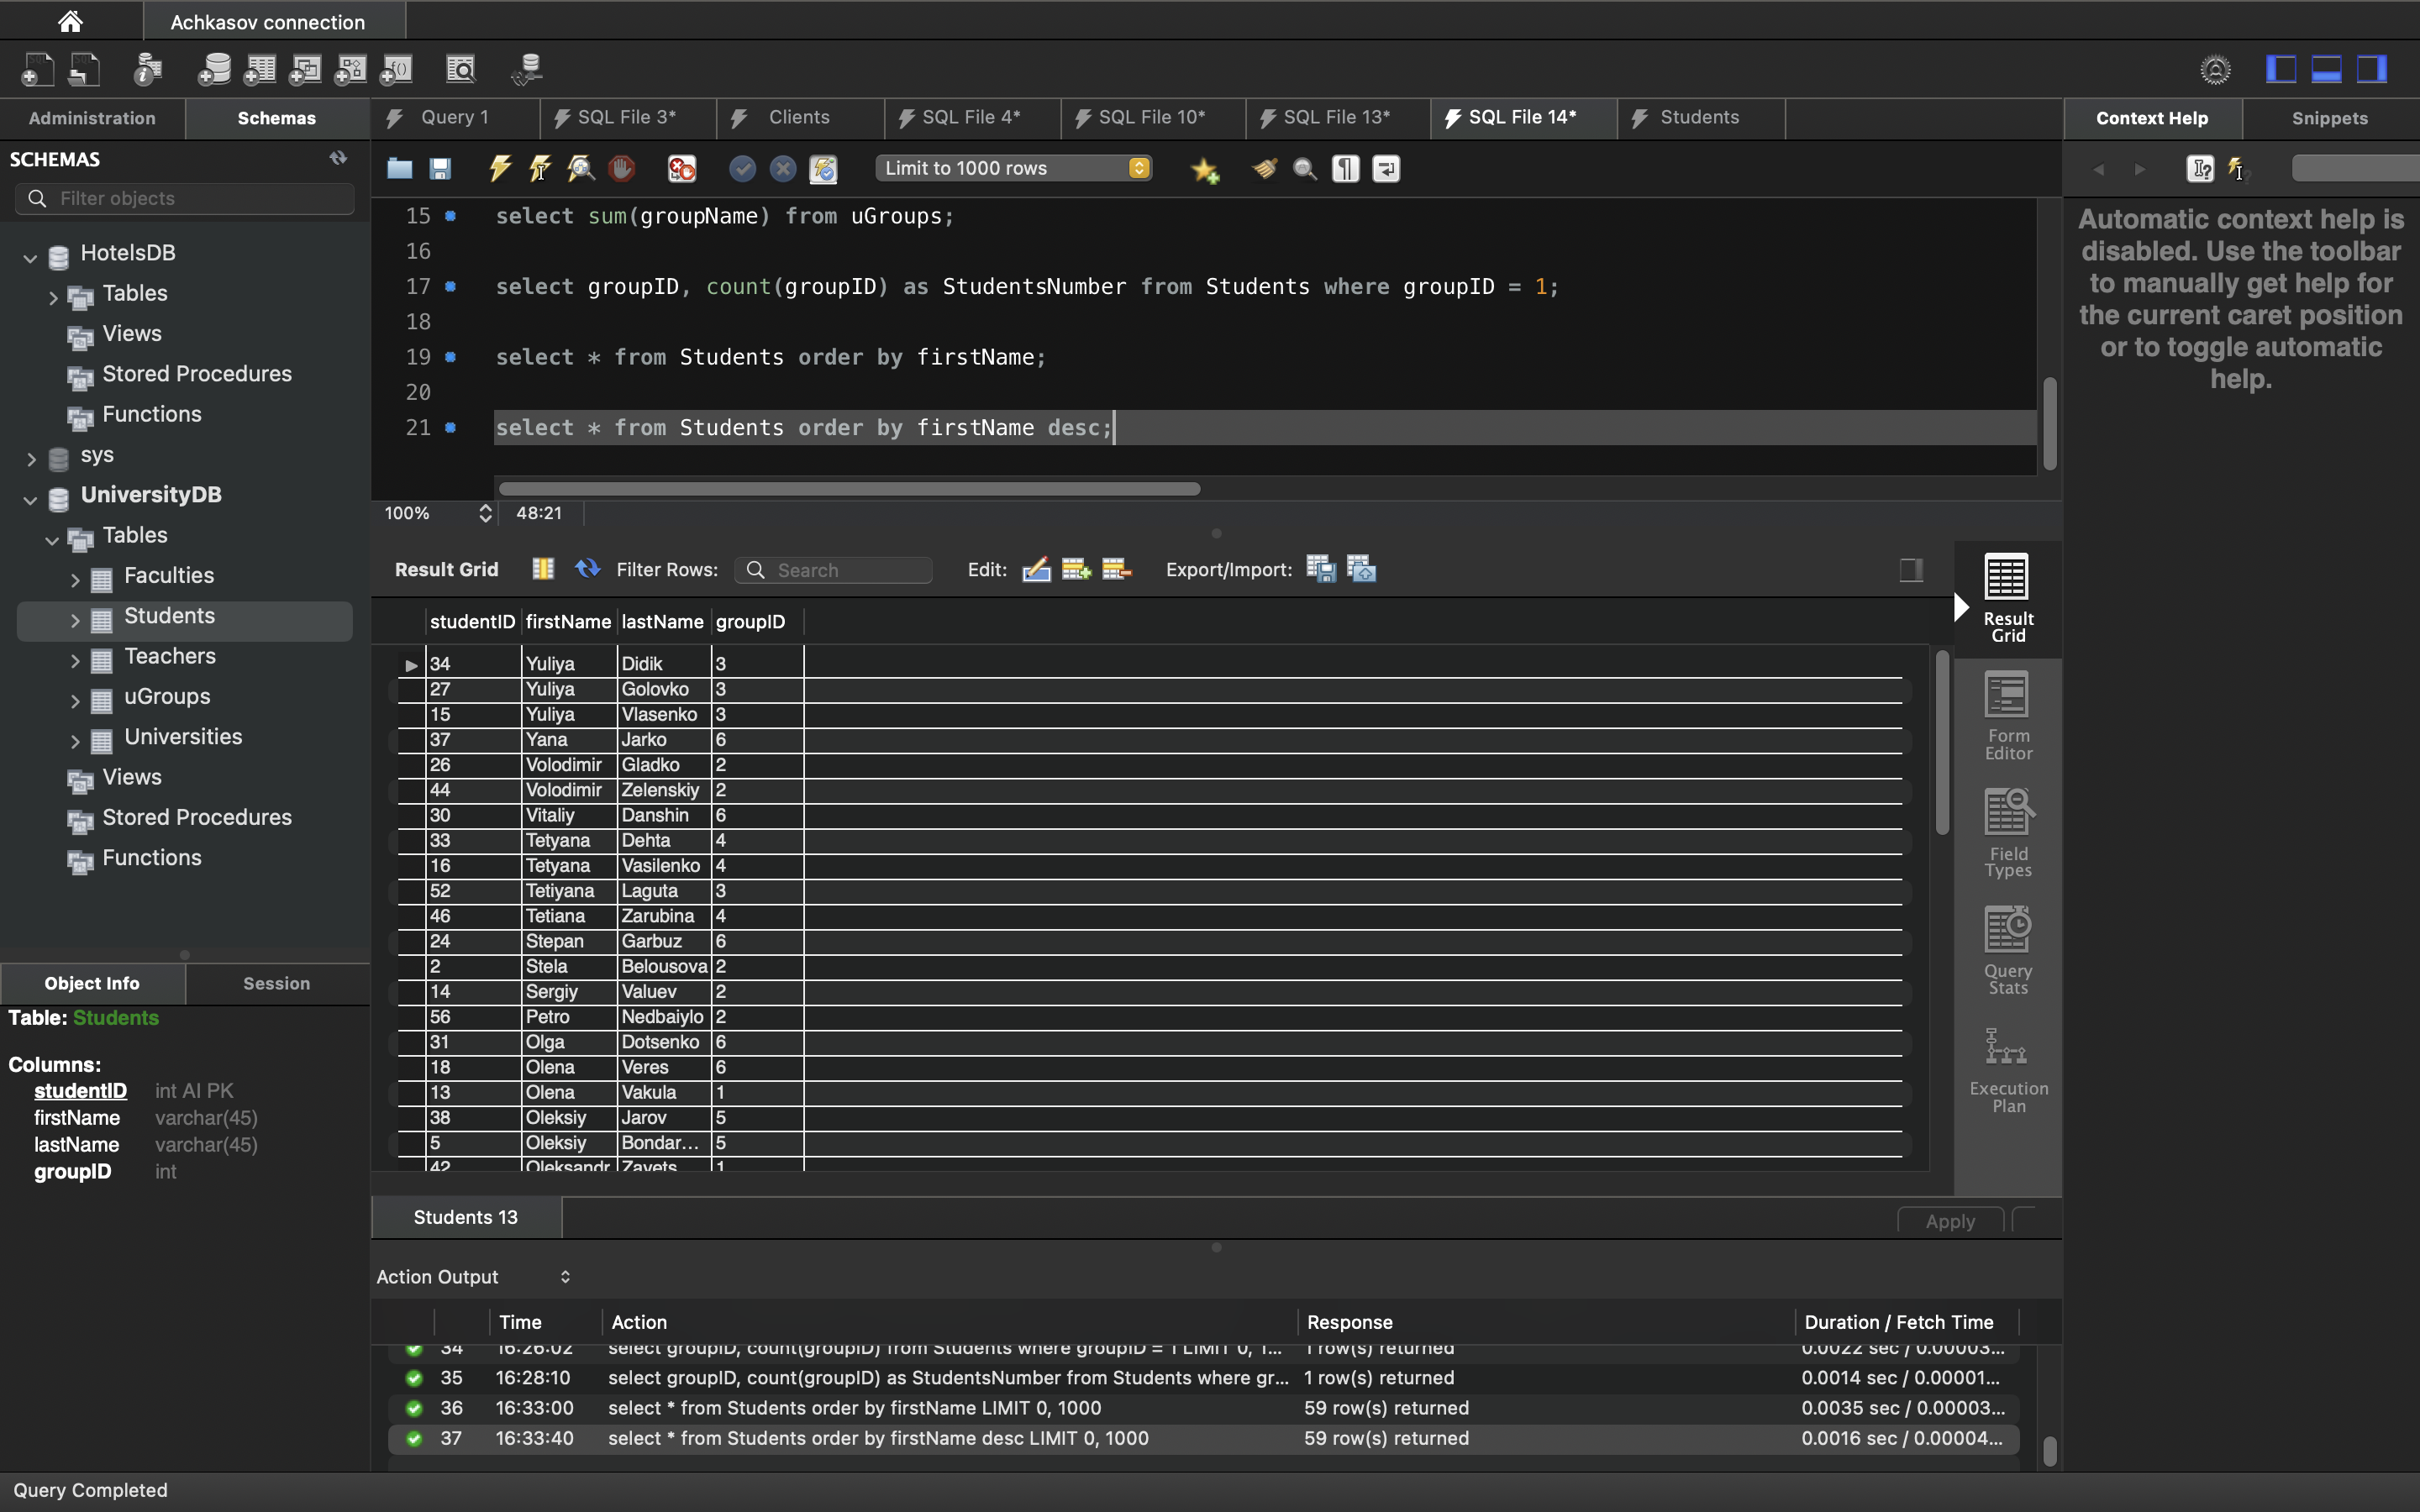 Achkasov connection
Administration
Schemas
Query 1
SQL File 3*
Clients
SQL File 4*
SQL File 10*
SQL File 13*
SQL File 14*
Students
Context Help
Snippets
SCHEMAS
Filter objects
HotelsDB
Tables
Views
Stored Procedures
Functions
sys
UniversityDB
Tables
Faculties
Students
Teachers
uGroups
Universities
Views
Stored Procedures
Functions
Object Info
Session
Table: Students
Columns:
studentID int AI PK
firstName varchar(45)
lastName varchar(45)
groupID int
Limit to 1000 rows
15 select sum(groupName) from uGroups;
16
17 select groupID, count(groupID) as StudentsNumber from Students where groupID = 1;
18
19 select * from Students order by firstName;
20
21 select * from Students order by firstName desc;
100% 48:21
Result Grid
Filter Rows:
Search
Edit:
Export/Import:
studentID firstName lastName groupID
34 Yuliya Didik 3
27 Yuliya Golovko 3
15 Yuliya Vlasenko 3
37 Yana Jarko 6
26 Volodimir Gladko 2
44 Volodimir Zelenskiy 2
30 Vitaliy Danshin 6
33 Tetyana Dehta 4
16 Tetyana Vasilenko 4
52 Tetiyana Laguta 3
46 Tetiana Zarubina 4
24 Stepan Garbuz 6
2 Stela Belousova 2
14 Sergiy Valuev 2
56 Petro Nedbaiylo 2
31 Olga Dotsenko 6
18 Olena Veres 6
13 Olena Vakula 1
38 Oleksiy Jarov 5
5 Oleksiy Bondar... 5
42 Oleksandr Zavets 1
Result
Grid
Form
Editor
Field
Types
Query
Stats
Execution
Plan
Students 13
Apply
Action Output
Time Action Response Duration / Fetch Time
34 16:26:02 select groupID, count(groupID) from Students where groupID = 1 LIMIT 0, 1... 1 row(s) returned 0.0022 sec / 0.00003...
35 16:28:10 select groupID, count(groupID) as StudentsNumber from Students where gr... 1 row(s) returned 0.0014 sec / 0.00001...
36 16:33:00 select * from Students order by firstName LIMIT 0, 1000 59 row(s) returned 0.0035 sec / 0.00003...
37 16:33:40 select * from Students order by firstName desc LIMIT 0, 1000 59 row(s) returned 0.0016 sec / 0.00004...
Query Completed
Automatic context help is
disabled. Use the toolbar
to manually get help for
the current caret position
or to toggle automatic
help.